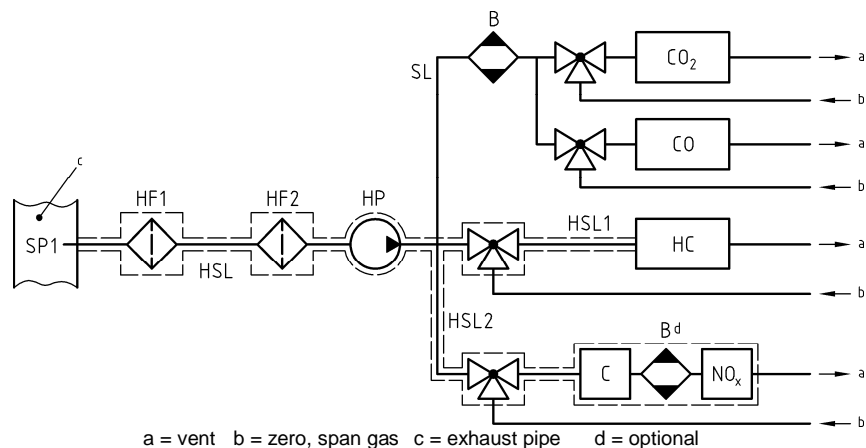 B
CO₂
a
SL
b
CO
a
c
b
HF1 HF2 HP
SP1
HSL1
HC
a
HSL
b
HSL2
Bᵈ
C
NOₓ
a
b
a = vent b = zero, span gas c = exhaust pipe d = optional